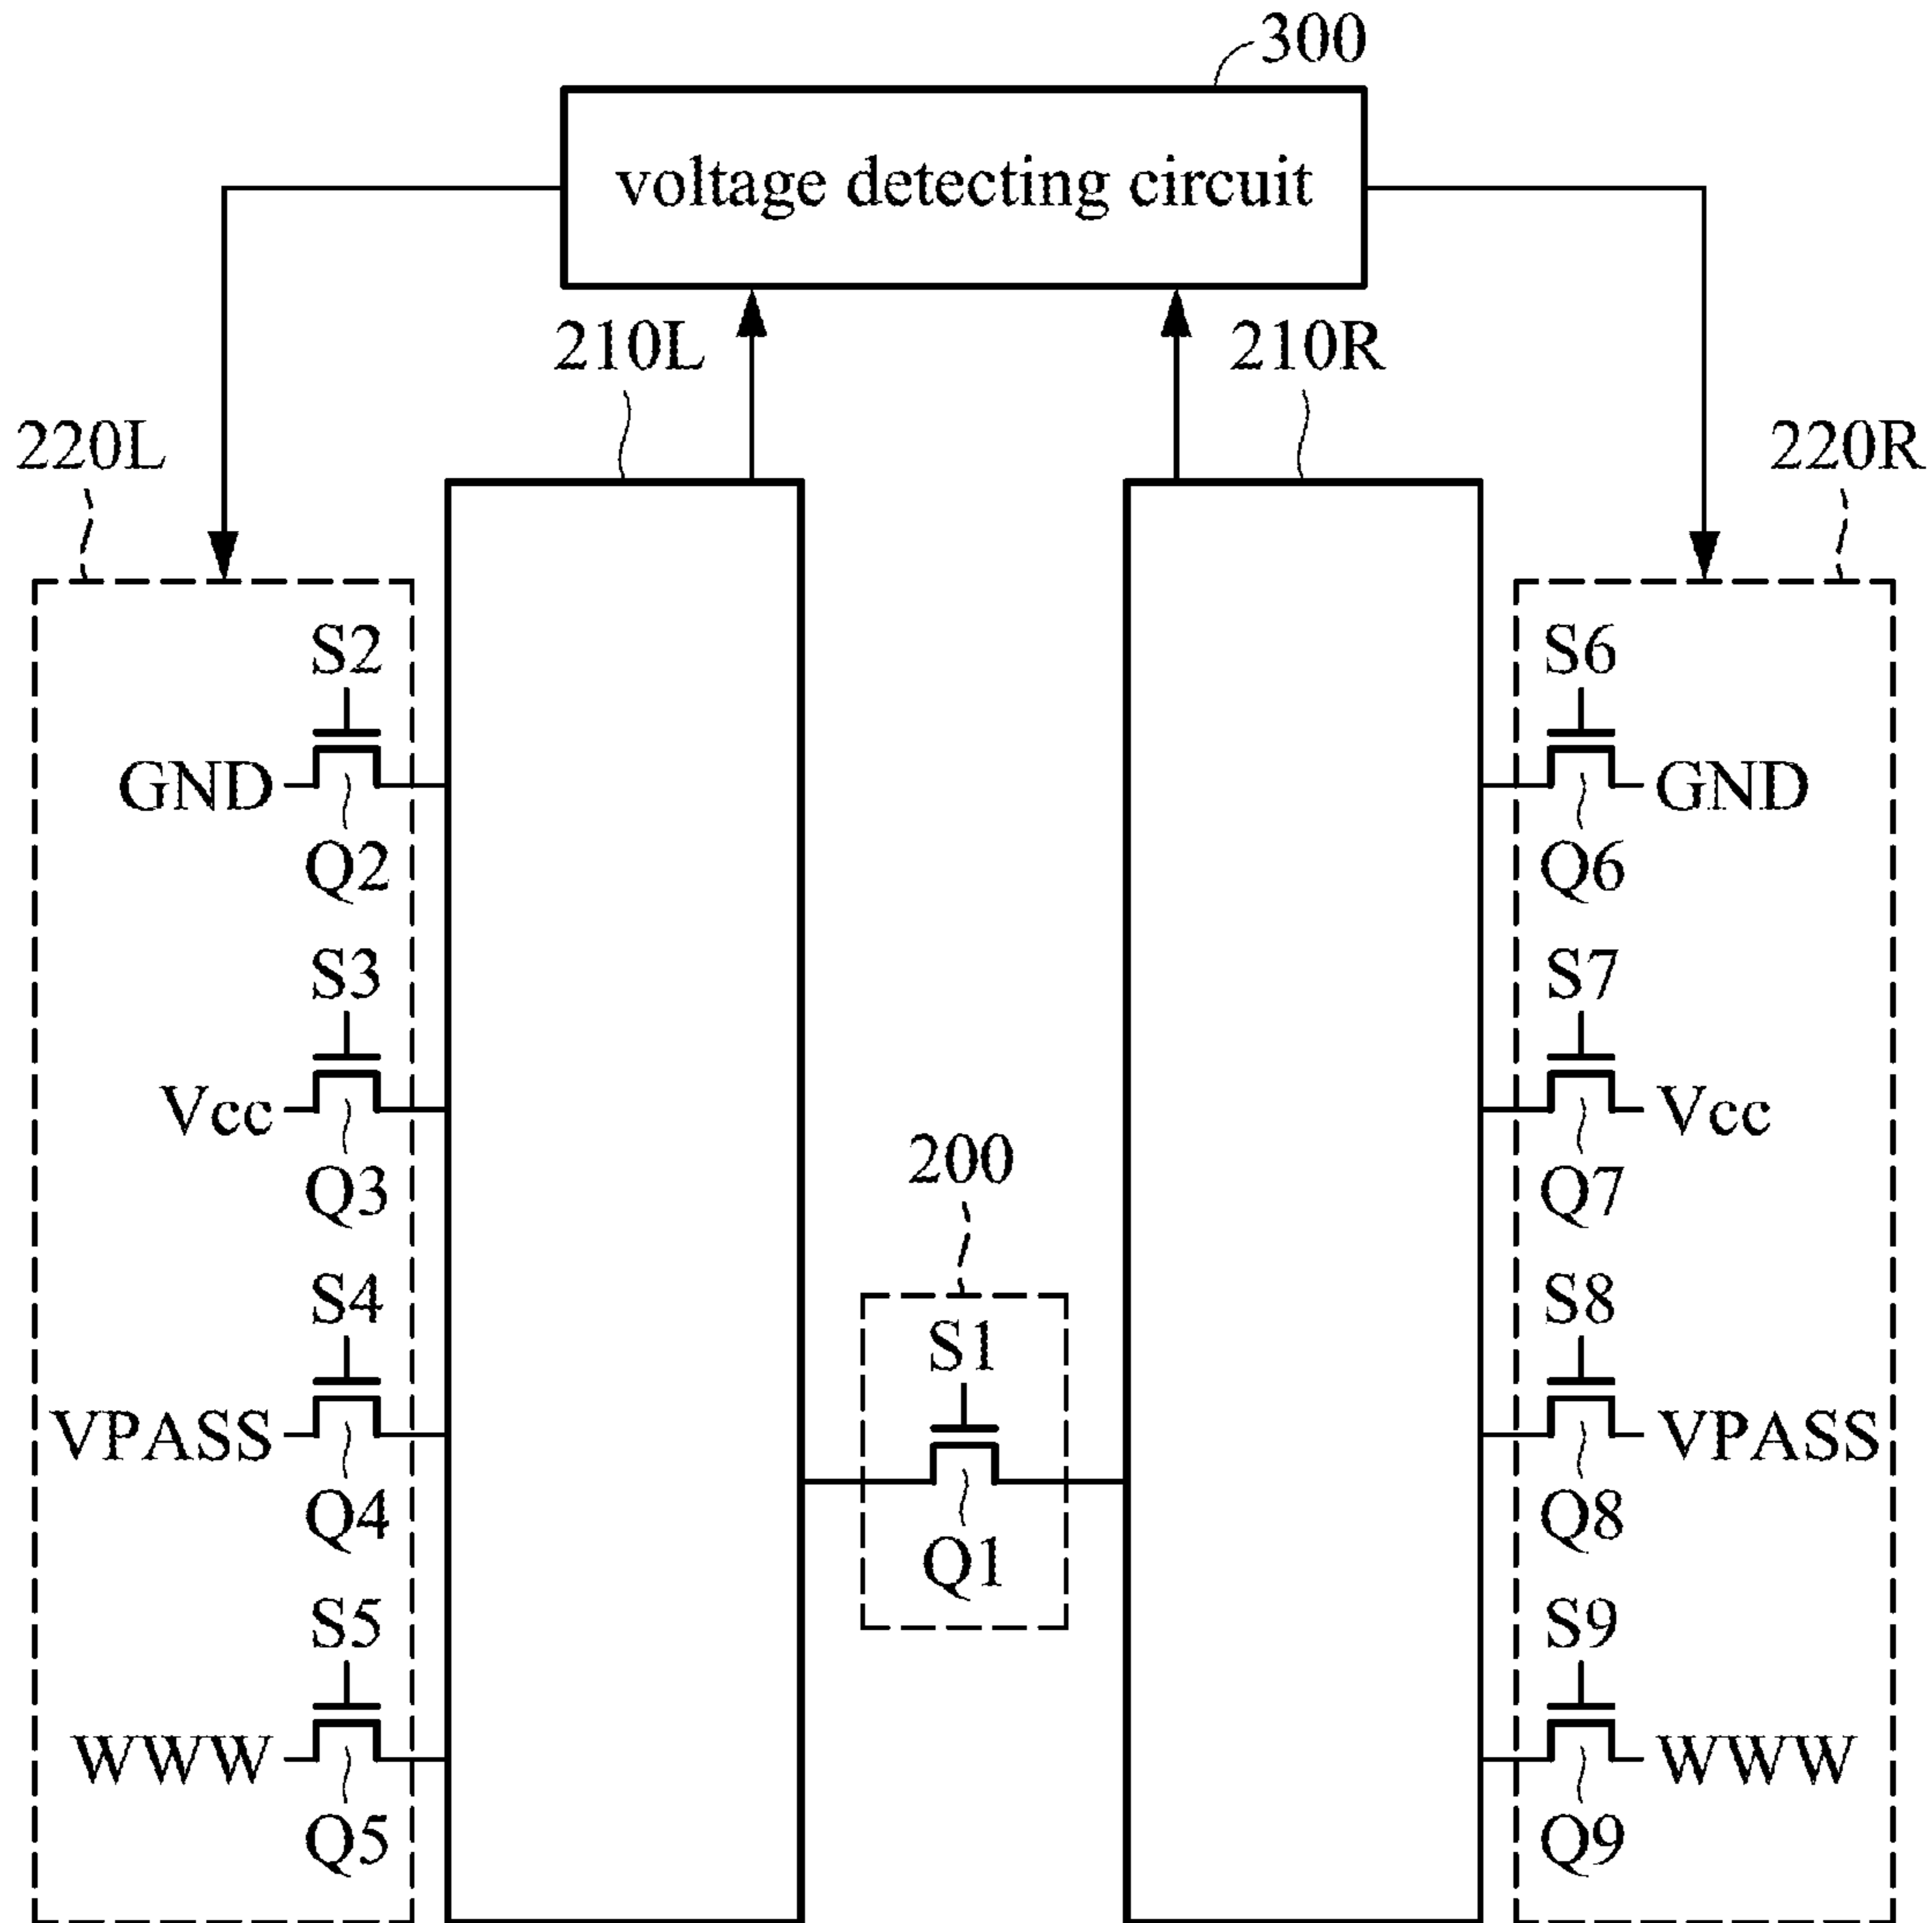 300
voltage detecting circuit
210L
210R
220L
220R
S2
GND
Q2
S3
Vcc
Q3
S4
VPASS
Q4
S5
WWW
Q5
200
S1
Q1
S6
GND
Q6
S7
Vcc
Q7
S8
VPASS
Q8
S9
WWW
Q9